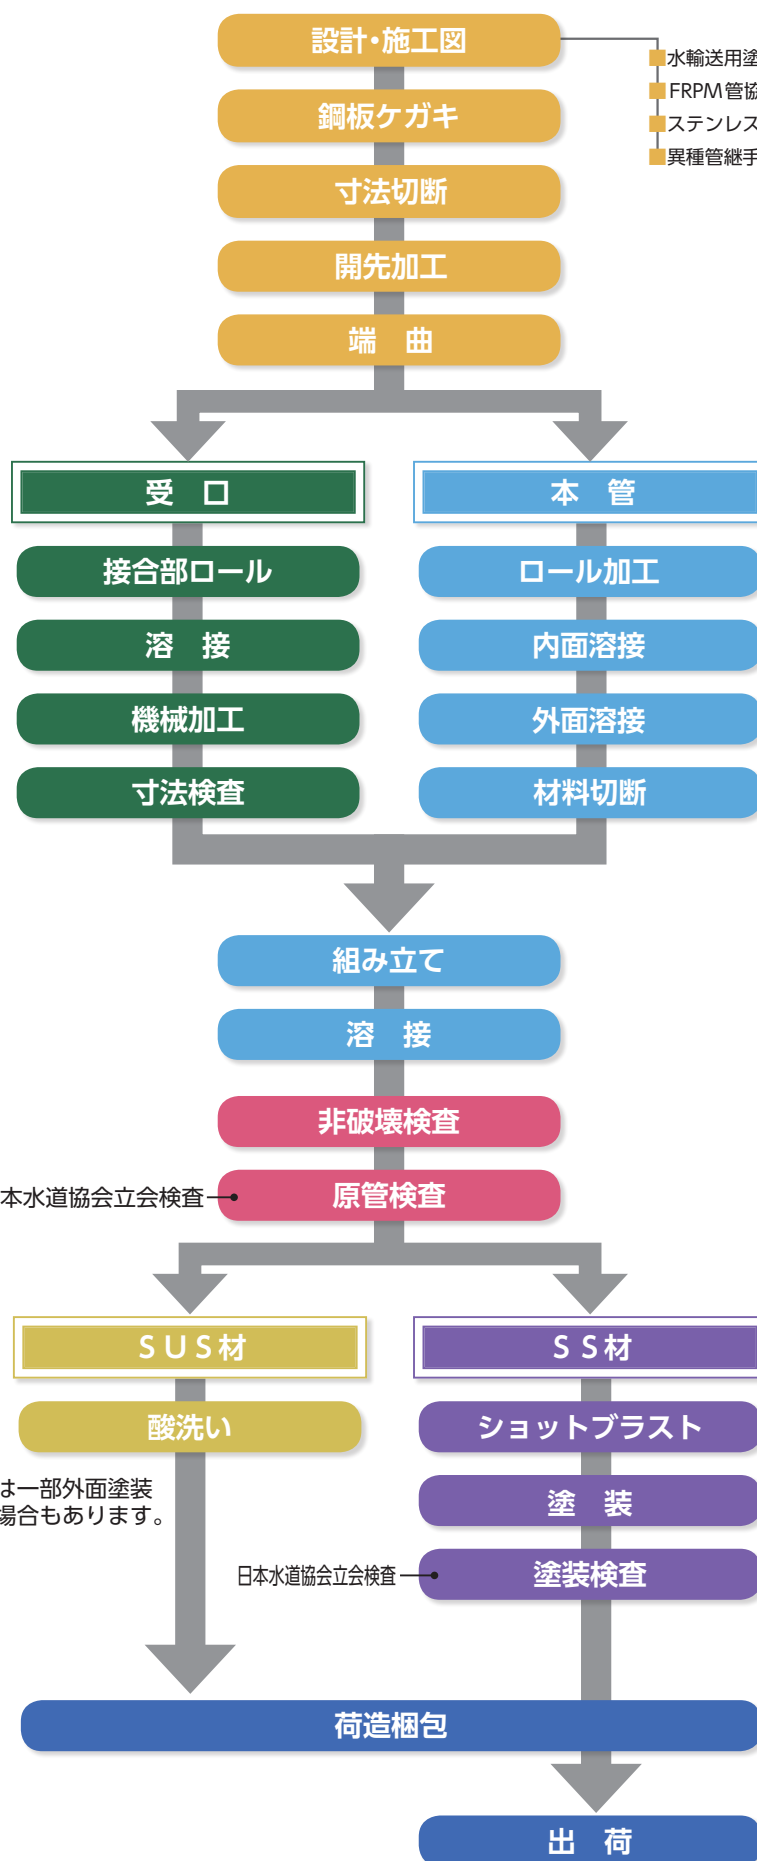 設計・施工図
■水輸送用塗
■FRPM管協
■ステンレス
■異種管継手
鋼板ケガキ
寸法切断
開先加工
端　曲
受　口
本　管
接合部ロール
ロール加工
溶　接
内面溶接
機械加工
外面溶接
寸法検査
材料切断
組み立て
溶　接
非破壊検査
本水道協会立会検査
原管検査
SUS材
SS材
酸洗い
ショットブラスト
は一部外面塗装
場合もあります。
塗　装
日本水道協会立会検査
塗装検査
荷造梱包
出　荷